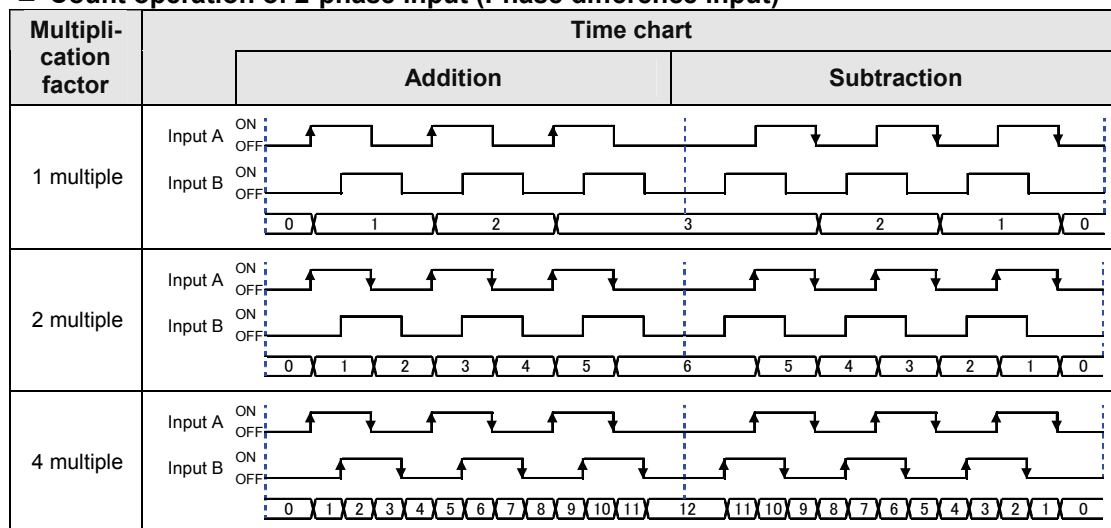 Count operation of 2-phase input (Phase difference input)
Multipli-
cation
factor
Time chart
Addition
Subtraction
1 multiple
Input A
ON
OFF
Input B
ON
OFF
0 1 2 3 2 1 0
2 multiple
Input A
ON
OFF
Input B
ON
OFF
0 1 2 3 4 5 6 5 4 3 2 1 0
4 multiple
Input A
ON
OFF
Input B
ON
OFF
0 1 2 3 4 5 6 7 8 9 10 11 12 11 10 9 8 7 6 5 4 3 2 1 0